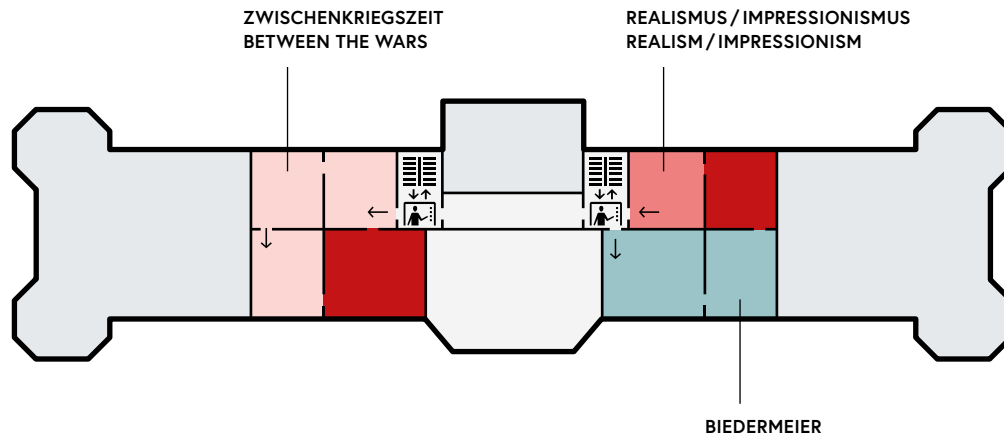 ZWISCHENKRIEGSZEIT
BETWEEN THE WARS
REALISMUS / IMPRESSIONISMUS
REALISM / IMPRESSIONISM
BIEDERMEIER